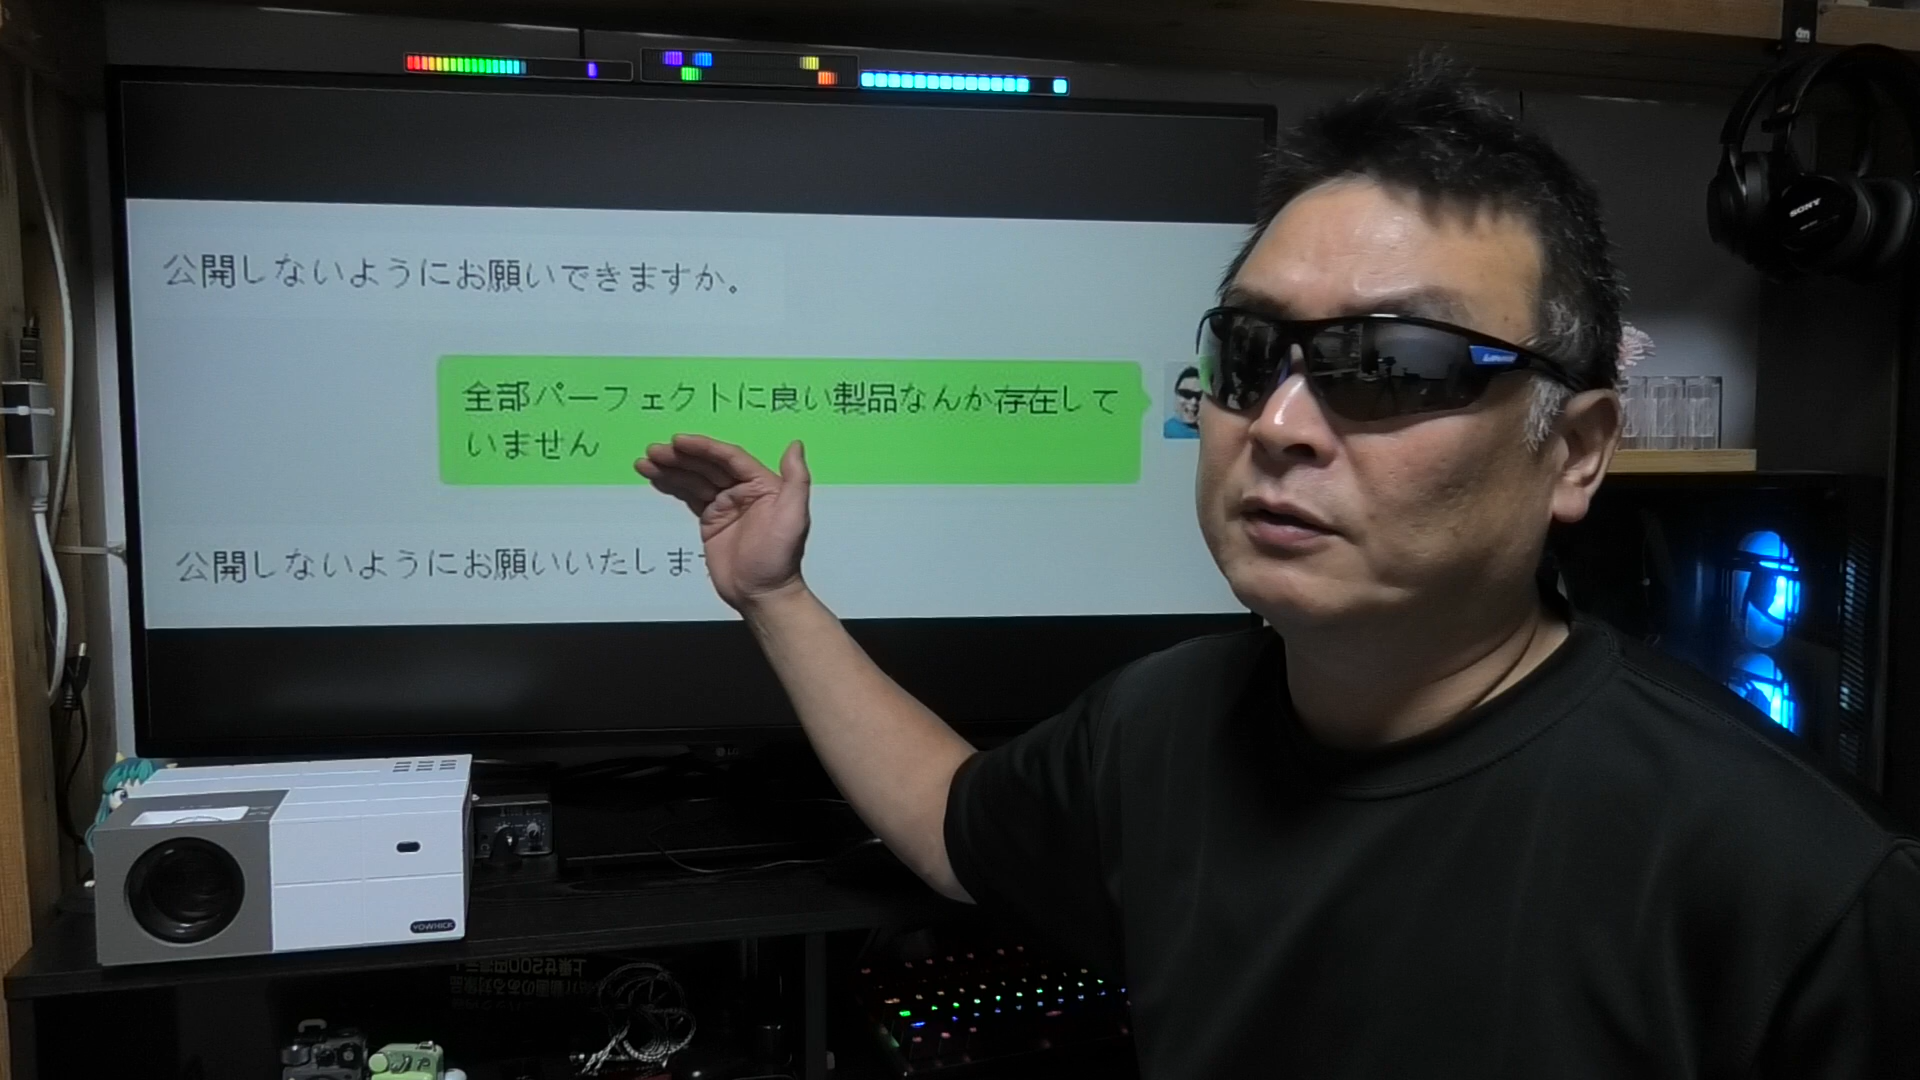 公開しないようにお願いできますか。
全部パーフェクトに良い製品なんか存在して
いません
公開しないようにお願いいたしま
SONY
LG
YOWHICK